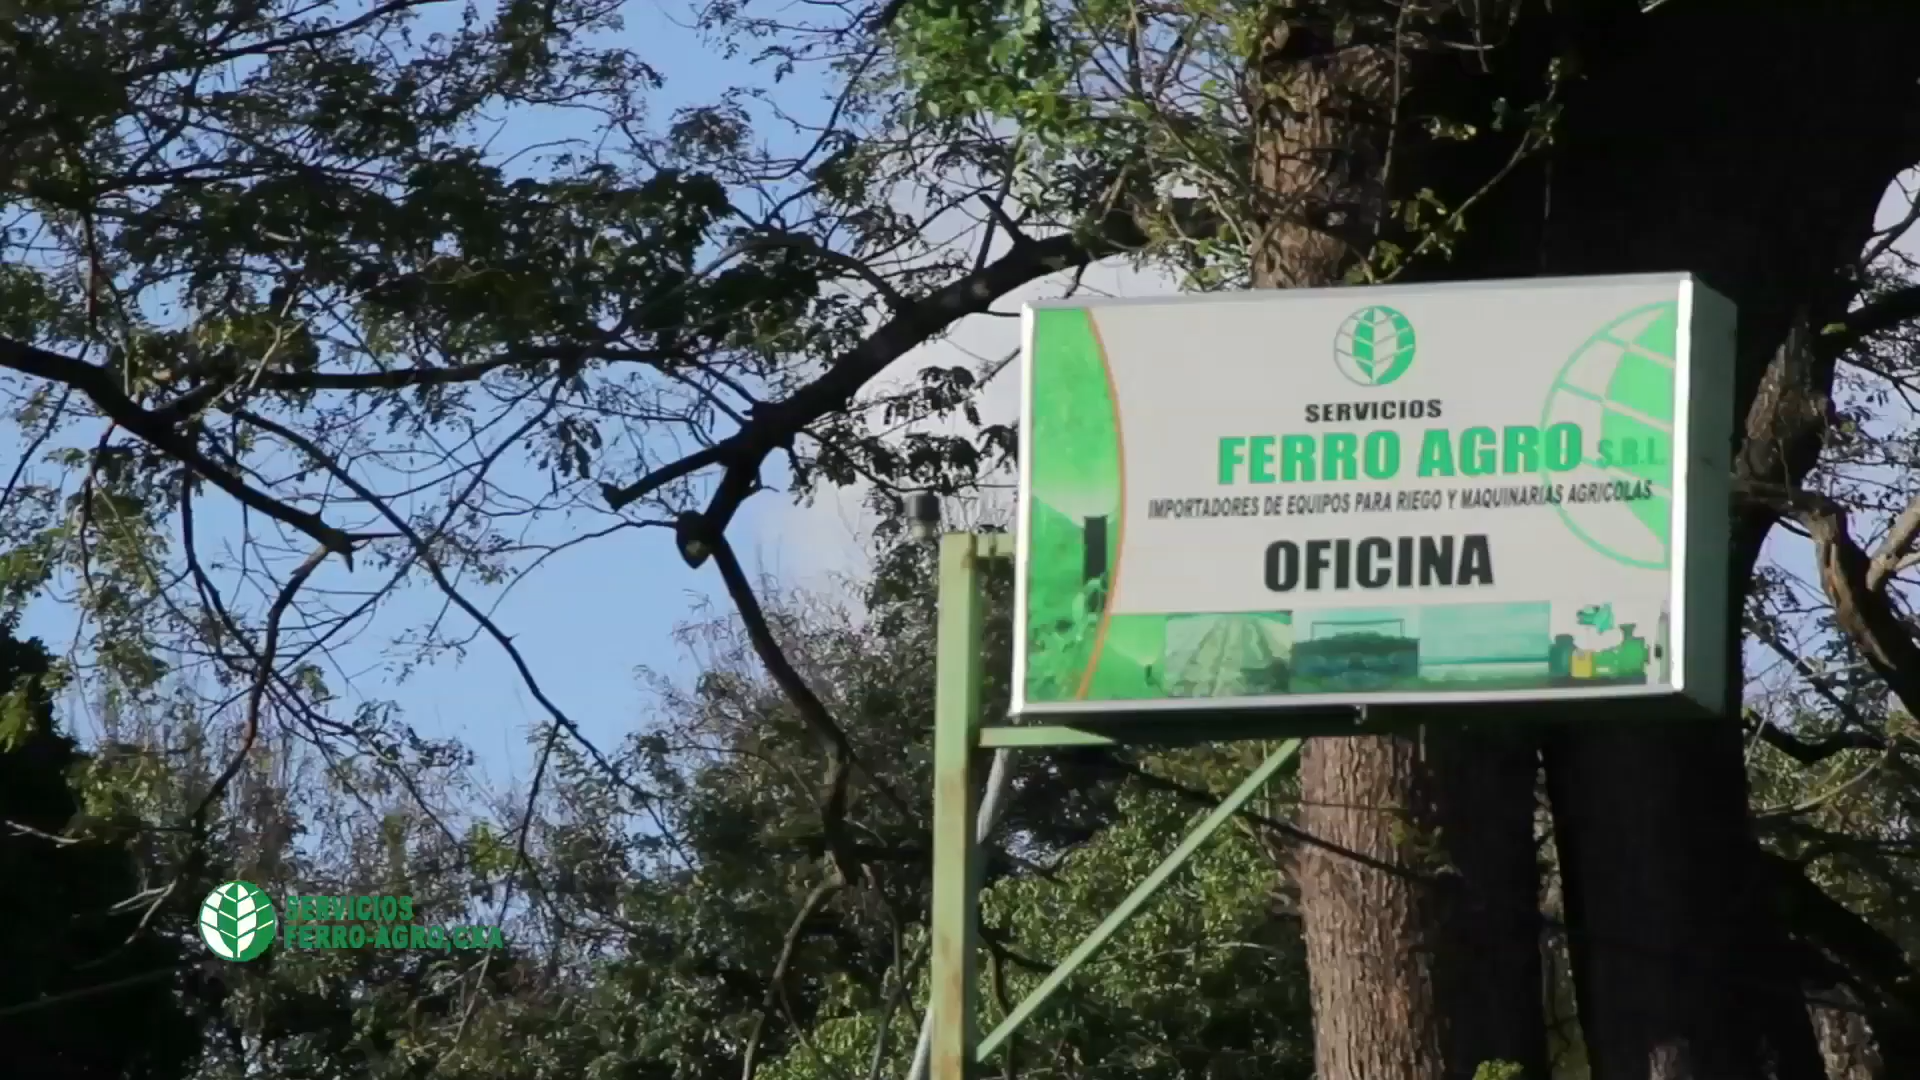 SERVICIOS
FERRO AGRO S.R.L.
IMPORTADORES DE EQUIPOS PARA RIEGO Y MAQUINARIAS AGRICOLAS
OFICINA
SERVICIOS
FERRO-AGRO,CXA